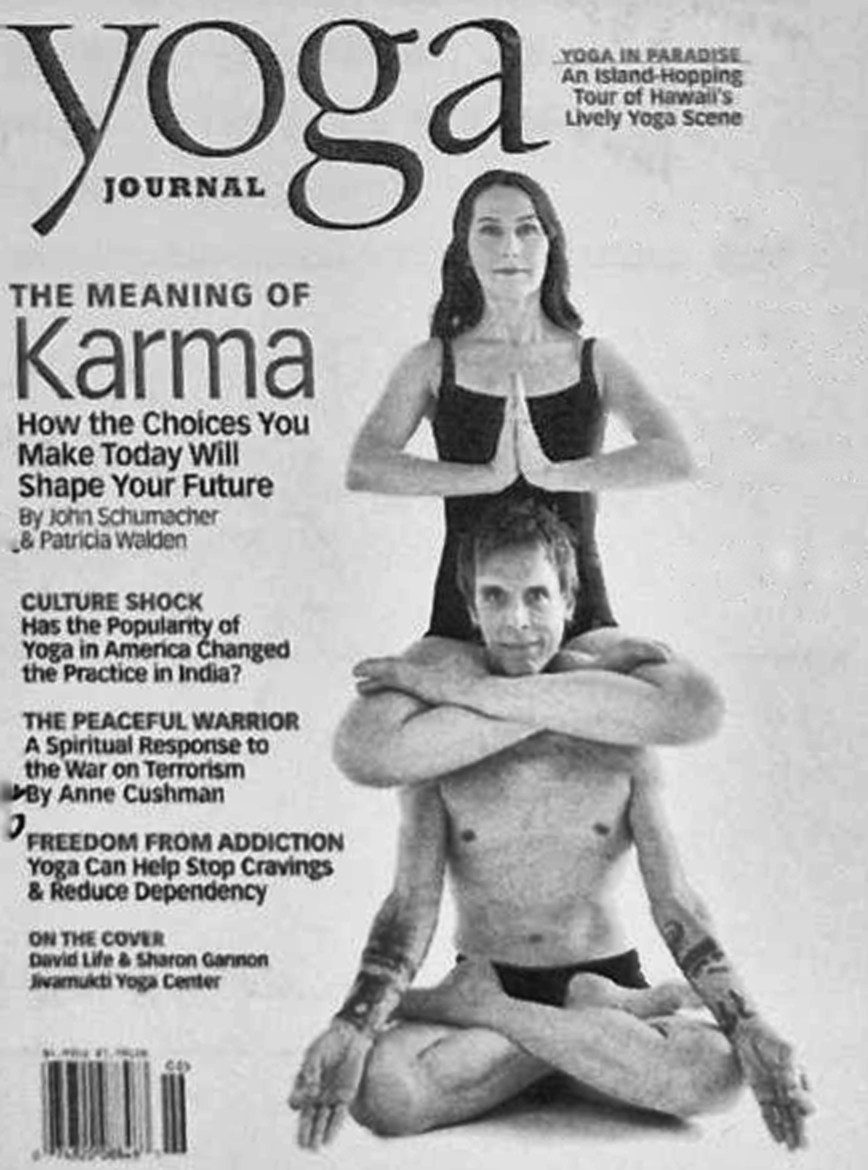 yoga
JOURNAL
YOGA IN PARADISE
An Island-Hopping
Tour of Hawaii's
Lively Yoga Scene
THE MEANING OF
Karma
How the Choices You
Make Today Will
Shape Your Future
By John Schumacher
& Patricia Walden
CULTURE SHOCK
Has the Popularity of
Yoga in America Changed
the Practice in India?
THE PEACEFUL WARRIOR
A Spiritual Response to
the War on Terrorism
By Anne Cushman
FREEDOM FROM ADDICTION
Yoga Can Help Stop Cravings
& Reduce Dependency
ON THE COVER
David Life & Sharon Gannon
Jivamukti Yoga Center